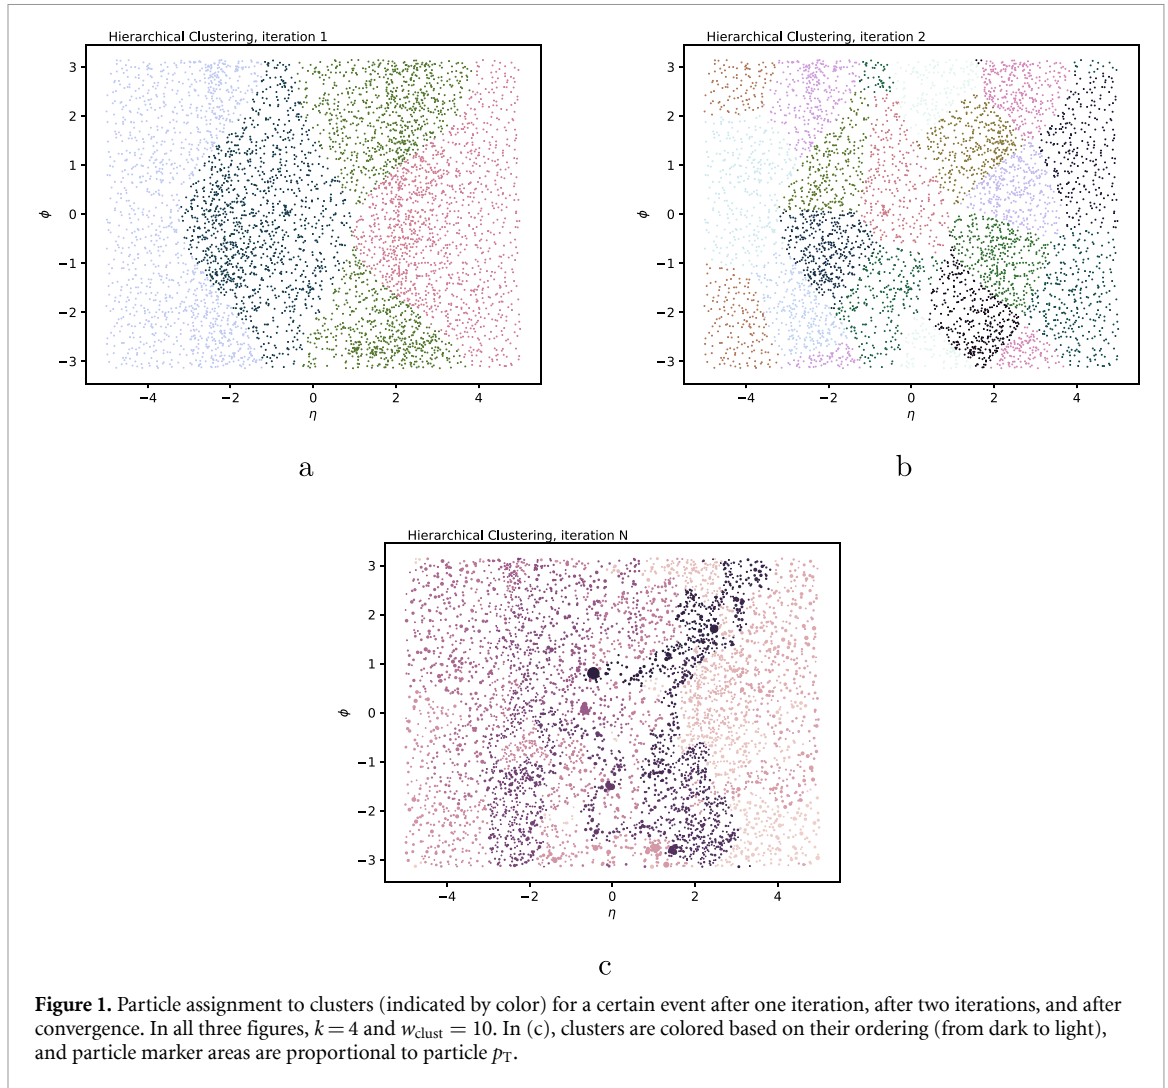 Hierarchical Clustering, iteration 1
3
2
1
0
−1
−2
−3
ϕ
−4
−2
0
2
4
η
a
Hierarchical Clustering, iteration 2
3
2
1
0
−1
−2
−3
ϕ
−4
−2
0
2
4
η
b
Hierarchical Clustering, iteration N
3
2
1
0
−1
−2
−3
ϕ
−4
−2
0
2
4
η
c
Figure 1. Particle assignment to clusters (indicated by color) for a certain event after one iteration, after two iterations, and after
convergence. In all three figures, k = 4 and w_clust = 10. In (c), clusters are colored based on their ordering (from dark to light),
and particle marker areas are proportional to particle p_T.